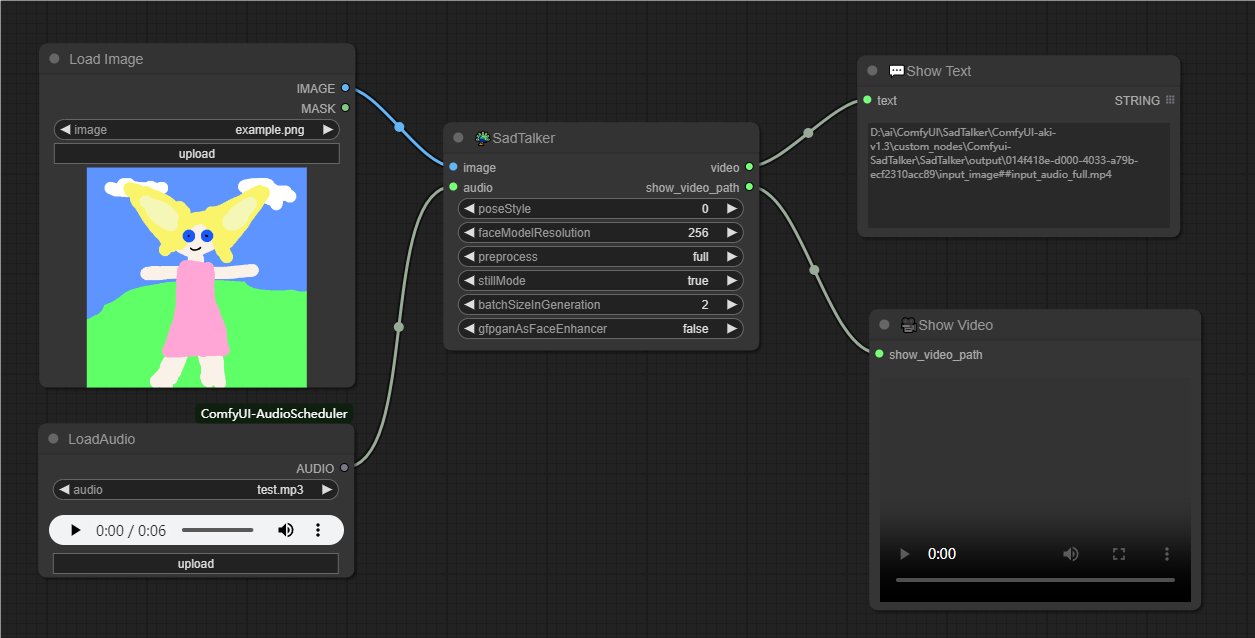 Load Image
IMAGE
MASK
image example.png
upload
ComfyUI-AudioScheduler
LoadAudio
AUDIO
audio test.mp3
0:00 / 0:06
upload
SadTalker
image video
audio show_video_path
poseStyle 0
faceModelResolution 256
preprocess full
stillMode true
batchSizeInGeneration 2
gfpganAsFaceEnhancer false
Show Text
text STRING
D:\ai\ComfyUI\SadTalker\ComfyUI-aki-
v1.3\custom_nodes\Comfyui-
SadTalker\SadTalker\output\014f418e-d000-4033-a79b-
ecf2310acc89\input_image##input_audio_full.mp4
Show Video
show_video_path
0:00